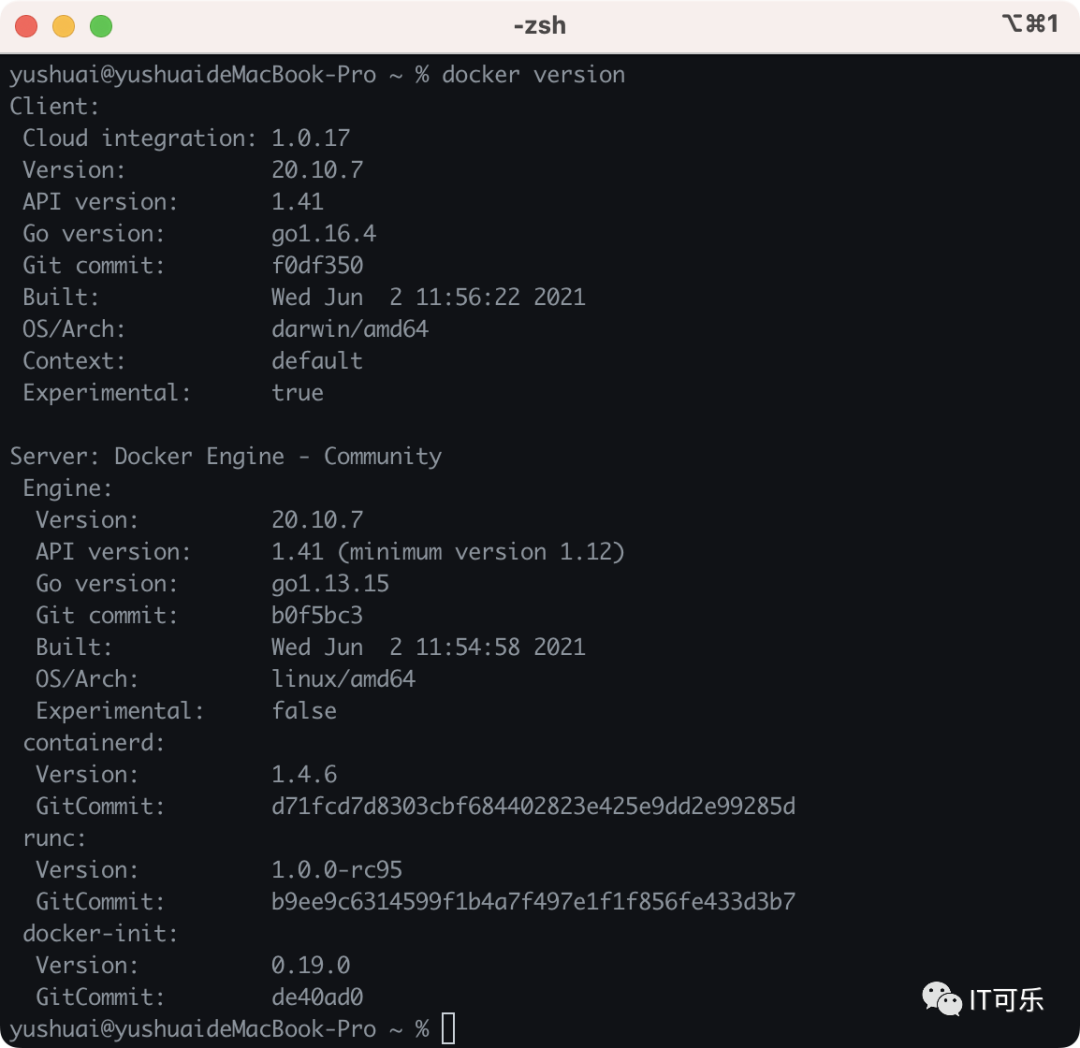 -zsh
⌥⌘1
yushuai@yushuaideMacBook-Pro ~ % docker version
Client:
 Cloud integration: 1.0.17
 Version:           20.10.7
 API version:       1.41
 Go version:        go1.16.4
 Git commit:        f0df350
 Built:             Wed Jun  2 11:56:22 2021
 OS/Arch:           darwin/amd64
 Context:           default
 Experimental:      true

Server: Docker Engine - Community
 Engine:
  Version:          20.10.7
  API version:      1.41 (minimum version 1.12)
  Go version:       go1.13.15
  Git commit:       b0f5bc3
  Built:            Wed Jun  2 11:54:58 2021
  OS/Arch:          linux/amd64
  Experimental:     false
 containerd:
  Version:          1.4.6
  GitCommit:        d71fcd7d8303cbf684402823e425e9dd2e99285d
 runc:
  Version:          1.0.0-rc95
  GitCommit:        b9ee9c6314599f1b4a7f497e1f1f856fe433d3b7
 docker-init:
  Version:          0.19.0
  GitCommit:        de40ad0
IT可乐
yushuai@yushuaideMacBook-Pro ~ %